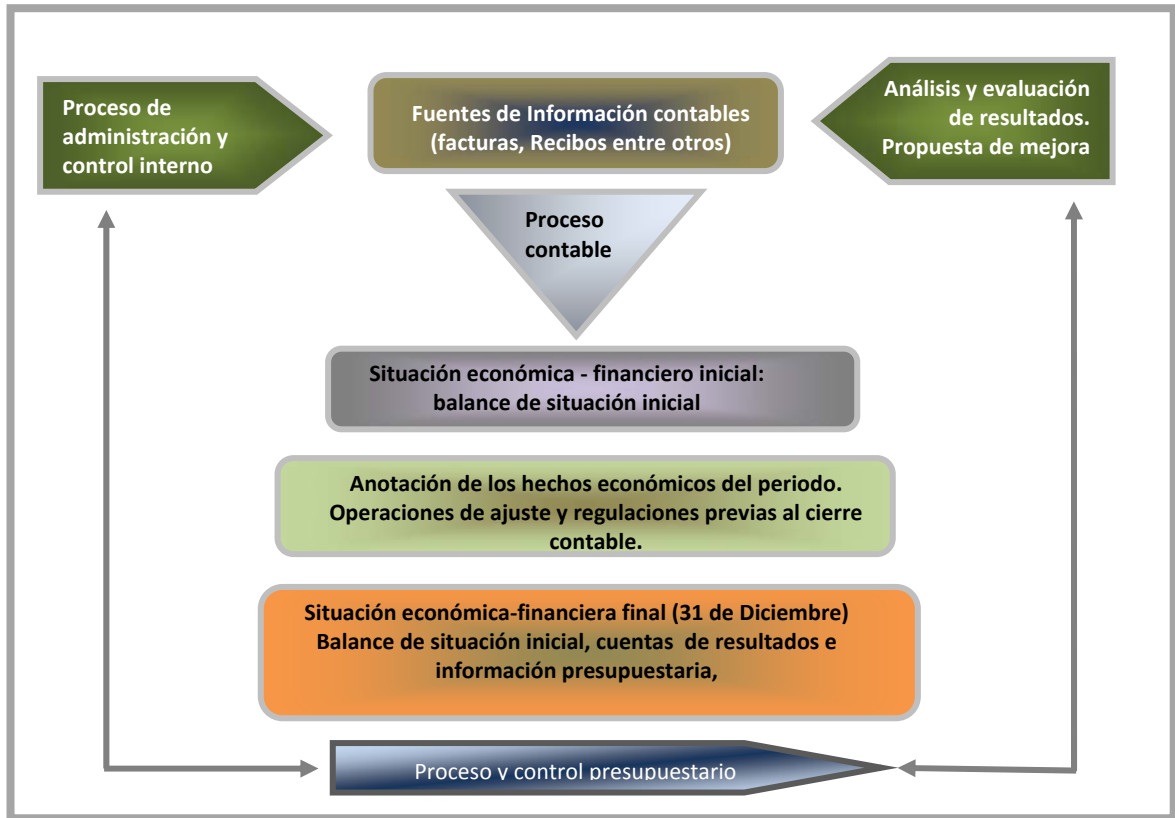 Proceso de
administración y
control interno
Fuentes de Información contables
(facturas, Recibos entre otros)
Análisis y evaluación
de resultados.
Propuesta de mejora
Proceso
contable
Situación económica - financiero inicial:
balance de situación inicial
Anotación de los hechos económicos del periodo.
Operaciones de ajuste y regulaciones previas al cierre
contable.
Situación económica-financiera final (31 de Diciembre)
Balance de situación inicial, cuentas de resultados e
información presupuestaria,
Proceso y control presupuestario